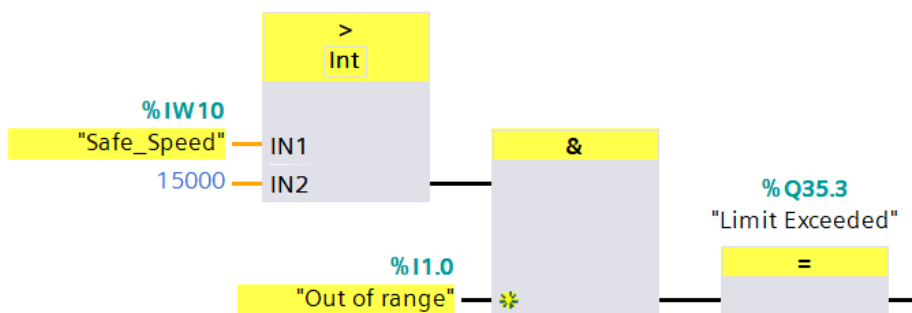 >
Int
%IW10
"Safe_Speed"
IN1
15000
IN2
&
%Q35.3
"Limit Exceeded"
=
%I1.0
"Out of range"